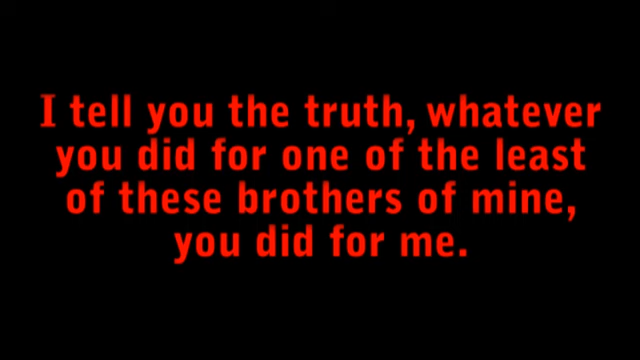 I tell you the truth, whatever
you did for one of the least
of these brothers of mine,
you did for me.